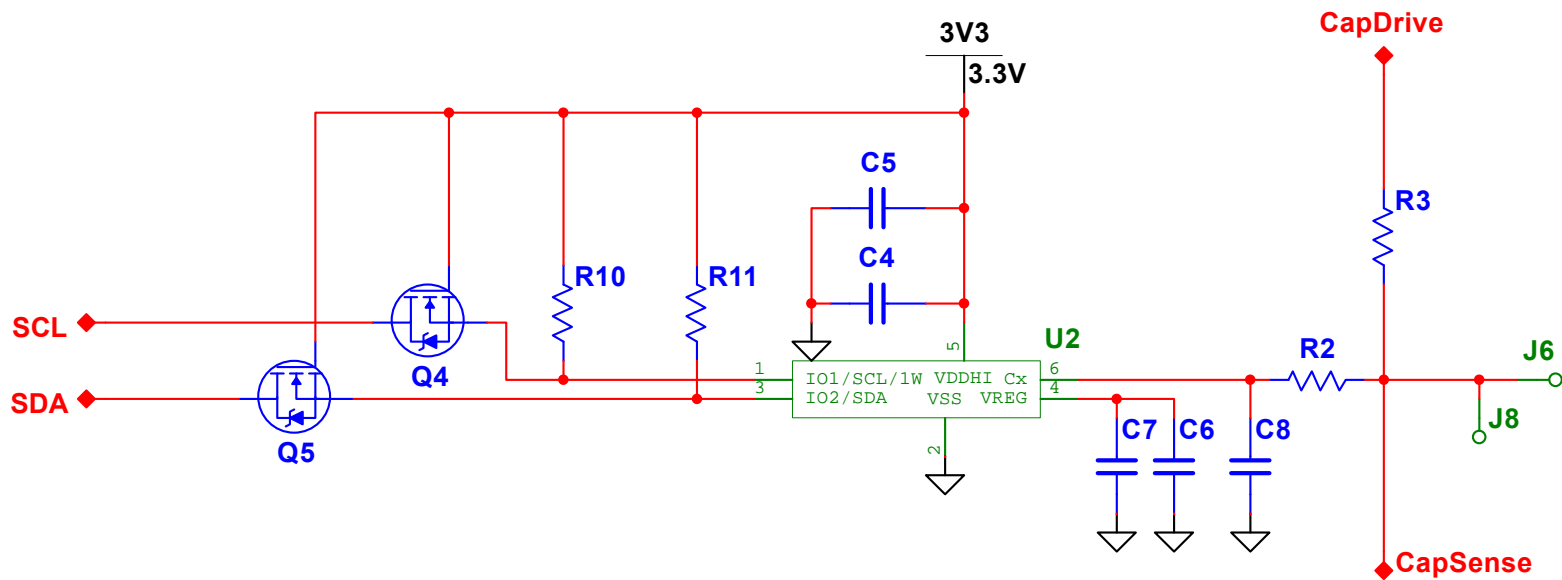 CapDrive
3V3
3.3V
C5
R3
C4
R10
R11
SCL
U2
5
R2
J6
Q4
1
IO1/SCL/1W
VDDHI
Cx
6
SDA
3
IO2/SDA
VSS
VREG
4
J8
C7
C6
C8
2
Q5
CapSense